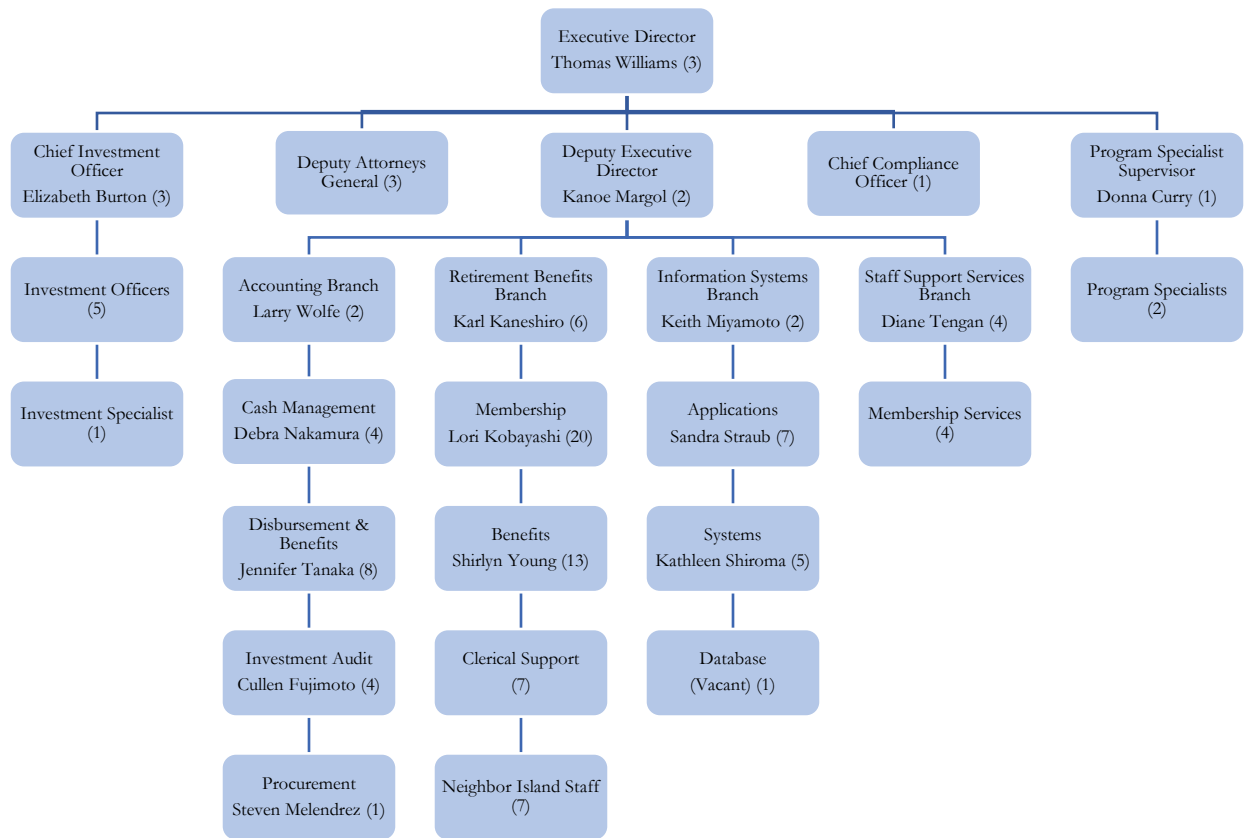 Executive Director
Thomas Williams (3)
Chief Investment
Officer
Elizabeth Burton (3)
Deputy Attorneys
General (3)
Deputy Executive
Director
Kanoe Margol (2)
Chief Compliance
Officer (1)
Program Specialist
Supervisor
Donna Curry (1)
Investment Officers
(5)
Accounting Branch
Larry Wolfe (2)
Retirement Benefits
Branch
Karl Kaneshiro (6)
Information Systems
Branch
Keith Miyamoto (2)
Staff Support Services
Branch
Diane Tengan (4)
Program Specialists
(2)
Investment Specialist
(1)
Cash Management
Debra Nakamura (4)
Membership
Lori Kobayashi (20)
Applications
Sandra Straub (7)
Membership Services
(4)
Disbursement &
Benefits
Jennifer Tanaka (8)
Benefits
Shirlyn Young (13)
Systems
Kathleen Shiroma (5)
Investment Audit
Cullen Fujimoto (4)
Clerical Support
(7)
Database
(Vacant) (1)
Procurement
Steven Melendrez (1)
Neighbor Island Staff
(7)